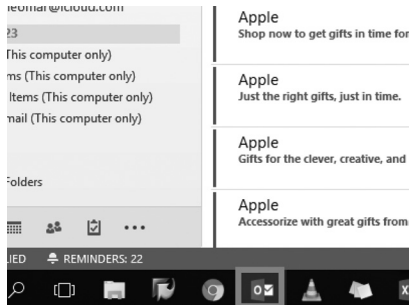 leomar@icloud.com
23
This computer only)
ms (This computer only)
Items (This computer only)
mail (This computer only)
Folders
LIED
REMINDERS: 22
Apple
Shop now to get gifts in time for
Apple
Just the right gifts, just in time.
Apple
Gifts for the clever, creative, and
Apple
Accessorize with great gifts from